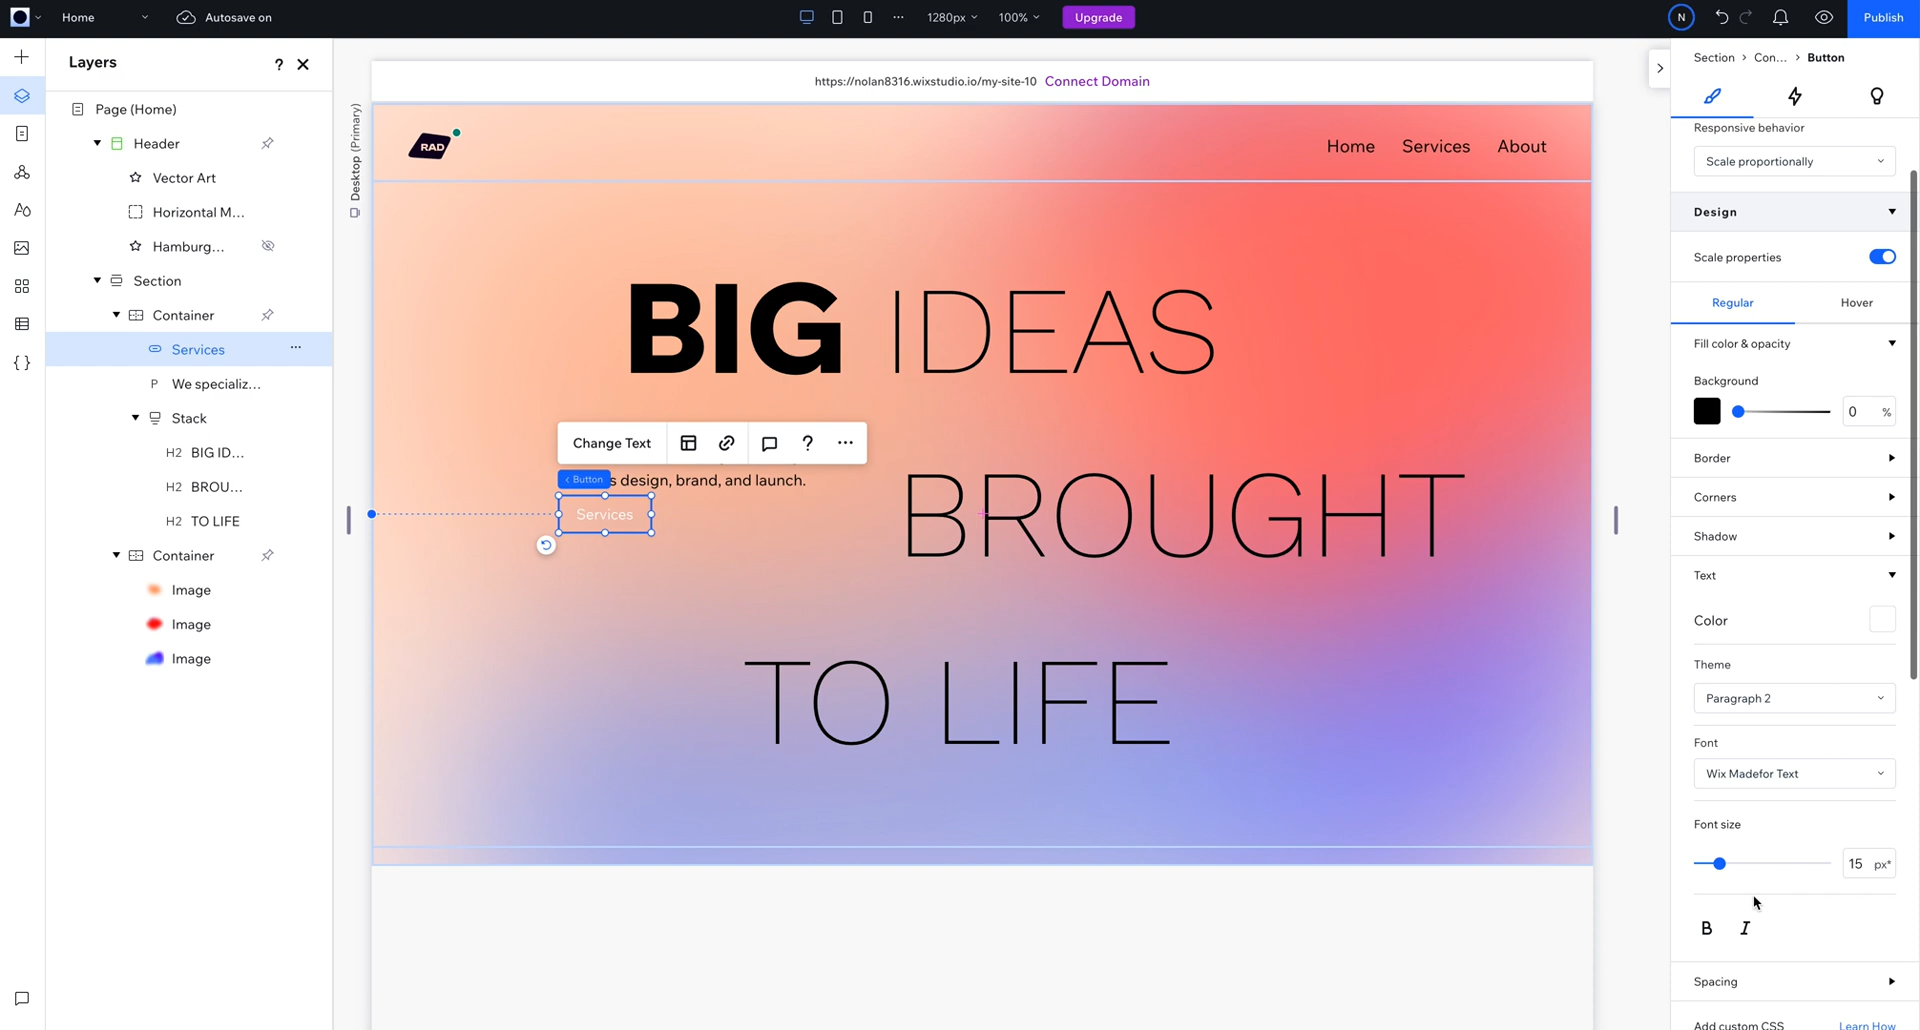 Home
Autosave on
1280px
100%
Upgrade
N
Publish
Layers
?
Page (Home)
Header
Vector Art
Horizontal M...
Hamburg...
Section
Container
Services
P We specializ...
Stack
H2 BIG ID...
H2 BROU...
H2 TO LIFE
Container
Image
Image
Image
Desktop (Primary)
https://nolan8316.wixstudio.io/my-site-10 Connect Domain
RAD
Home Services About
BIG IDEAS
Change Text
?
< Button
s design, brand, and launch.
Services
BROUGHT
TO LIFE
Section > Con... > Button
Responsive behavior
Scale proportionally
Design
Scale properties
Regular Hover
Fill color & opacity
Background
0 %
Border
Corners
Shadow
Text
Color
Theme
Paragraph 2
Font
Wix Madefor Text
Font size
15 px*
B I
Spacing
Add custom CSS Learn How